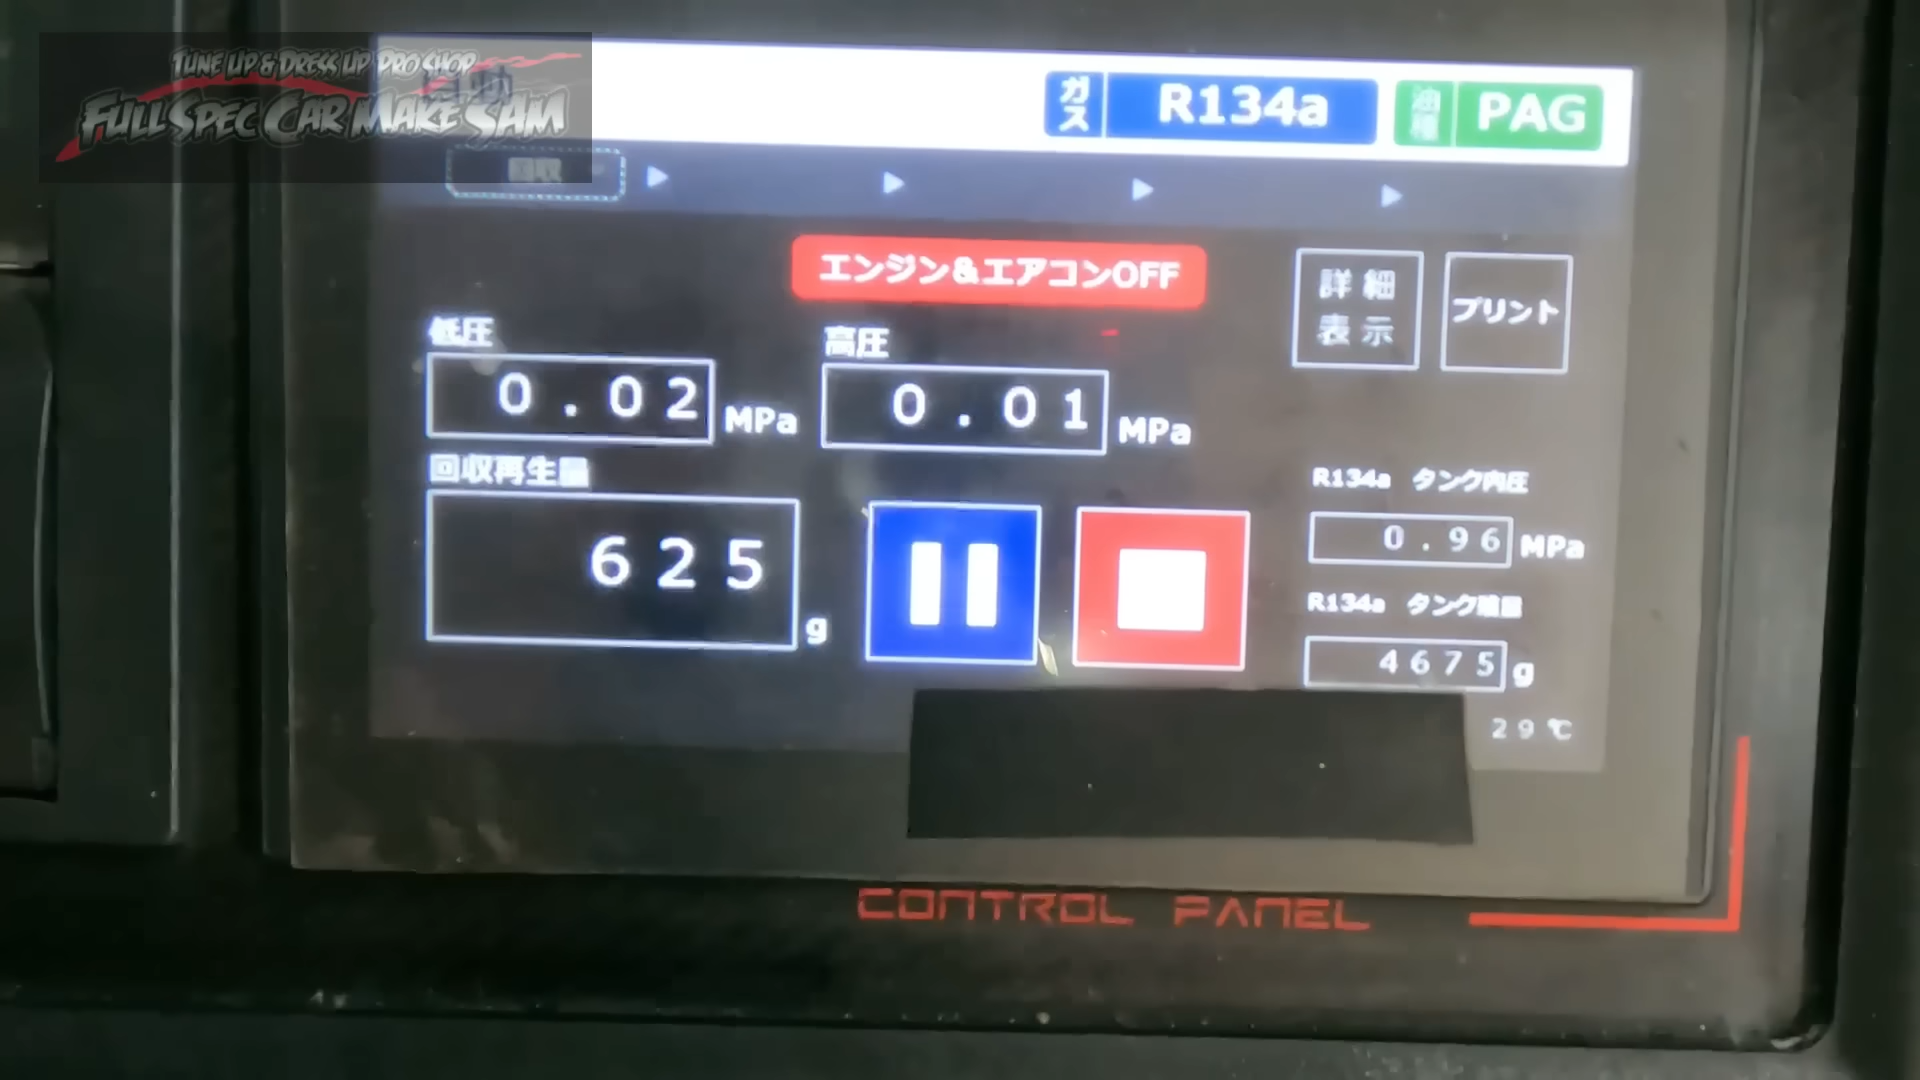 TUNE UP & DRESS UP PRO SHOP
FULL SPEC CAR MAKE SAM
自動
ガス R134a
油種 PAG
回収
エンジン&エアコンOFF
詳細表示
プリント
低圧
0.02 MPa
高圧
0.01 MPa
回収再生量
625 g
R134a タンク内圧
0.96 MPa
R134a タンク残量
4675 g
29℃
CONTROL PANEL